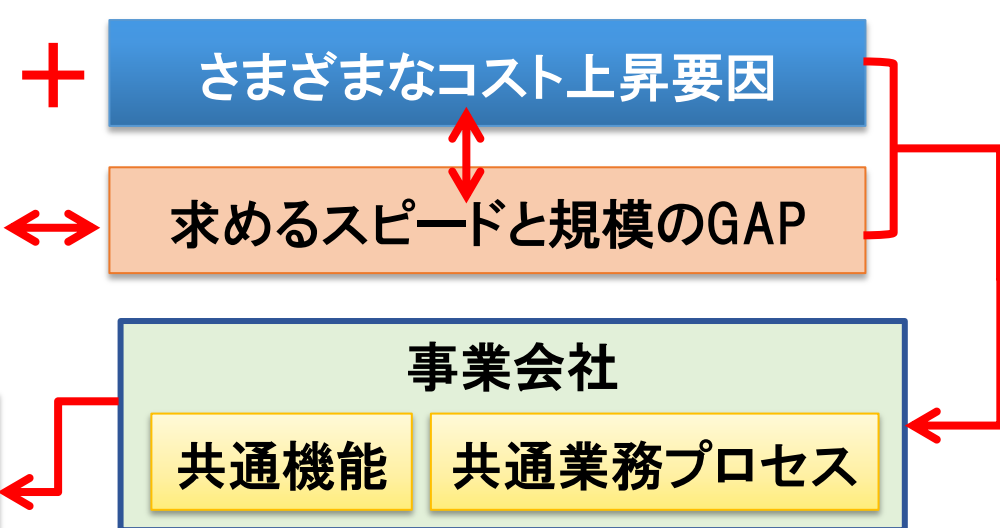 さまざまなコスト上昇要因
求めるスピードと規模のGAP
事業会社
共通機能
共通業務プロセス